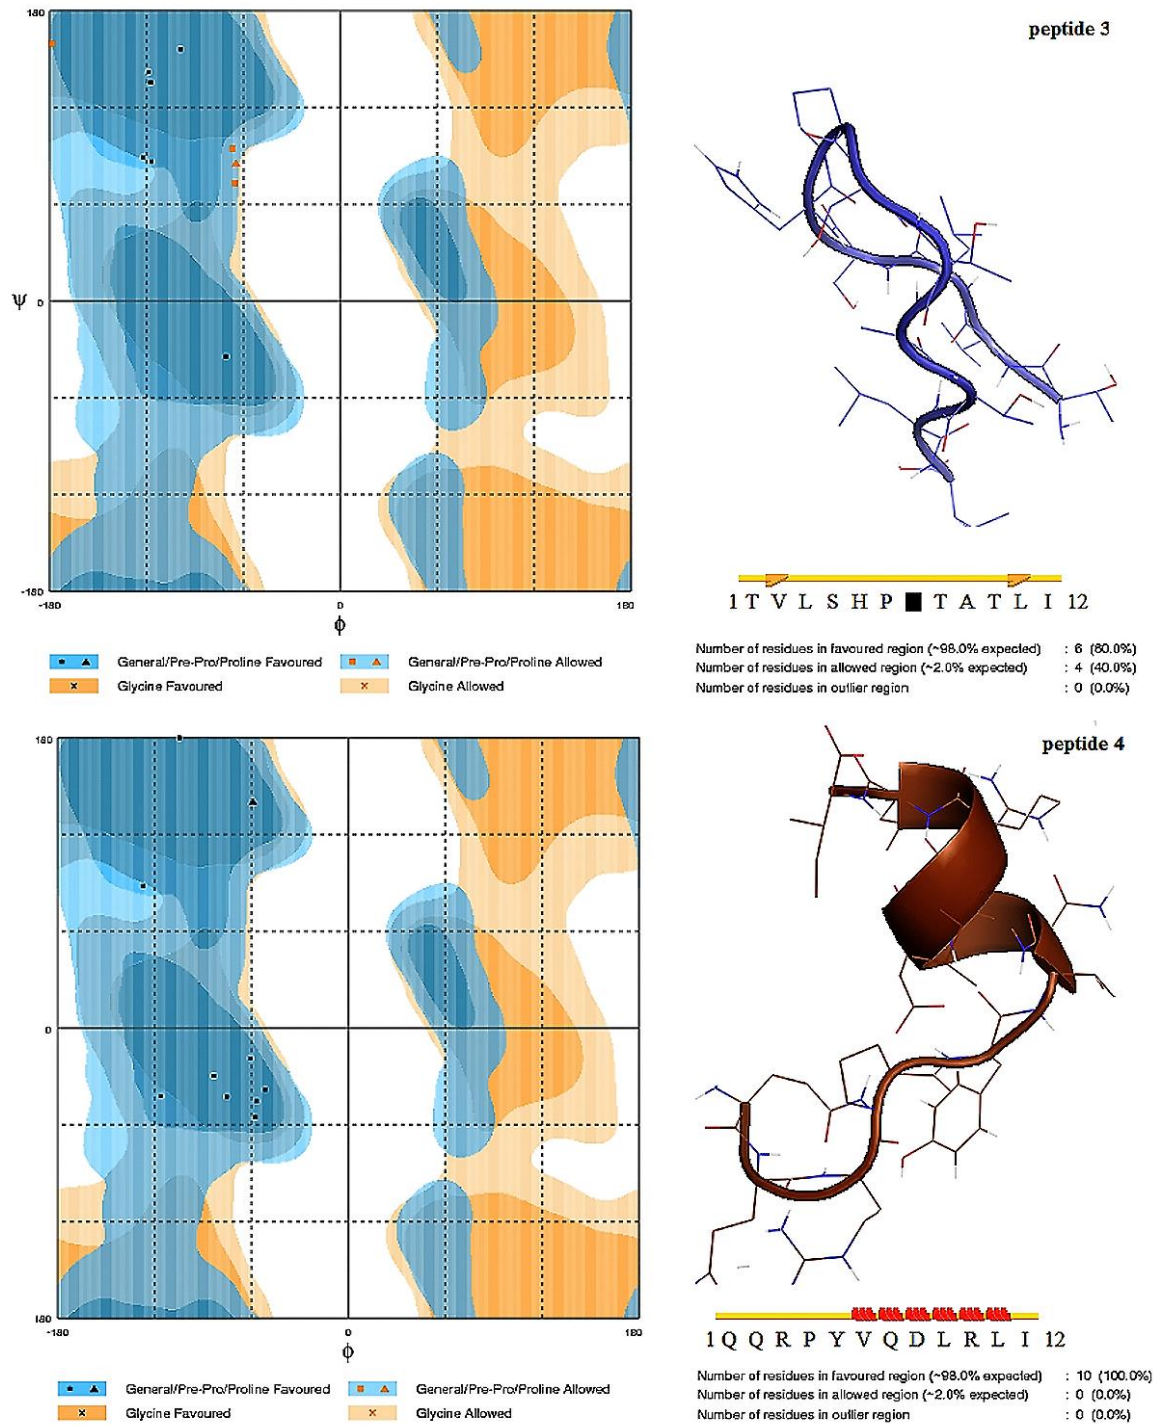 180
peptide 3
Ψ
0
-180
-180
0
180
ϕ
1 T V L S H P ■ T A T L I 12
General/Pre-Pro/Proline Favoured
General/Pre-Pro/Proline Allowed
Glycine Favoured
Glycine Allowed
Number of residues in favoured region (~98.0% expected) : 6 (60.0%)
Number of residues in allowed region (~2.0% expected) : 4 (40.0%)
Number of residues in outlier region : 0 (0.0%)
180
peptide 4
0
180
-180
0
180
ϕ
1 Q Q R P Y V Q D L R L I 12
General/Pre-Pro/Proline Favoured
General/Pre-Pro/Proline Allowed
Glycine Favoured
Glycine Allowed
Number of residues in favoured region (~98.0% expected) : 10 (100.0%)
Number of residues in allowed region (~2.0% expected) : 0 (0.0%)
Number of residues in outlier region : 0 (0.0%)